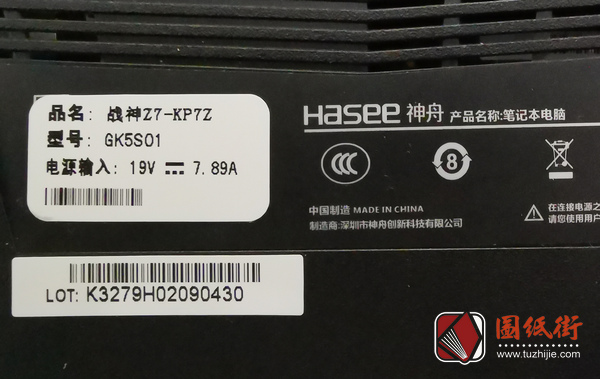 品名: 战神Z7-KP7Z
型号: GK5S01
电源输入: 19V 7.89A
Hasee 神舟 产品名称:笔记本电脑
8
中国制造 MADE IN CHINA
制造商:深圳市神舟创新科技有限公司
在连接电源之
请您使用用户
LOT: K3279H02090430
图纸街
www.tuzhijie.com